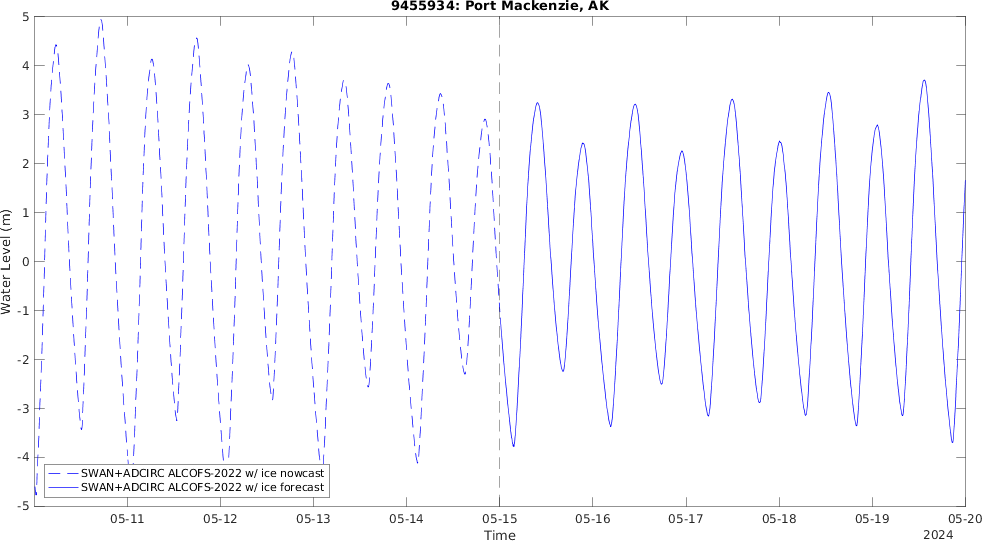 9455934: Port Mackenzie, AK
5
4
3
2
1
0
-1
-2
-3
-4
-5
Water Level (m)
SWAN+ADCIRC ALCOFS-2022 w/ ice nowcast
SWAN+ADCIRC ALCOFS-2022 w/ ice forecast
05-11 05-12 05-13 05-14 05-15 05-16 05-17 05-18 05-19 05-20
Time
2024